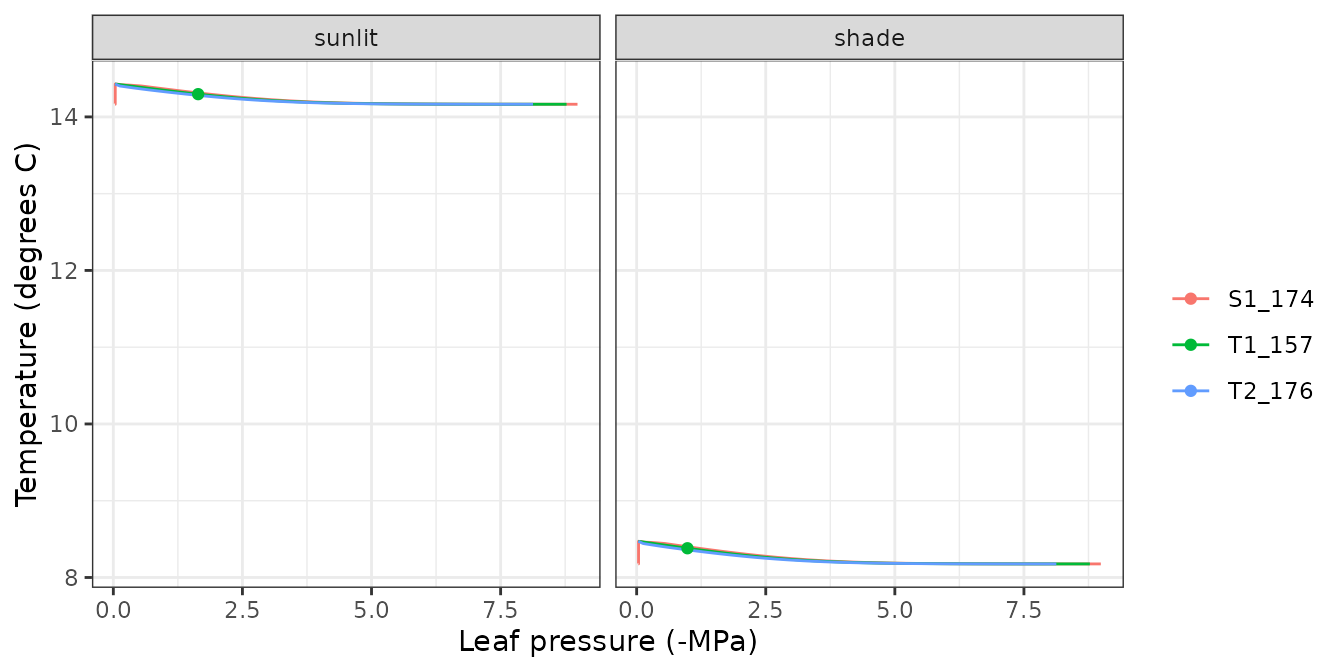 sunlit
shade
Temperature (degrees C)
14
12
10
8
0.0 2.5 5.0 7.5
0.0 2.5 5.0 7.5
Leaf pressure (-MPa)
S1_174
T1_157
T2_176